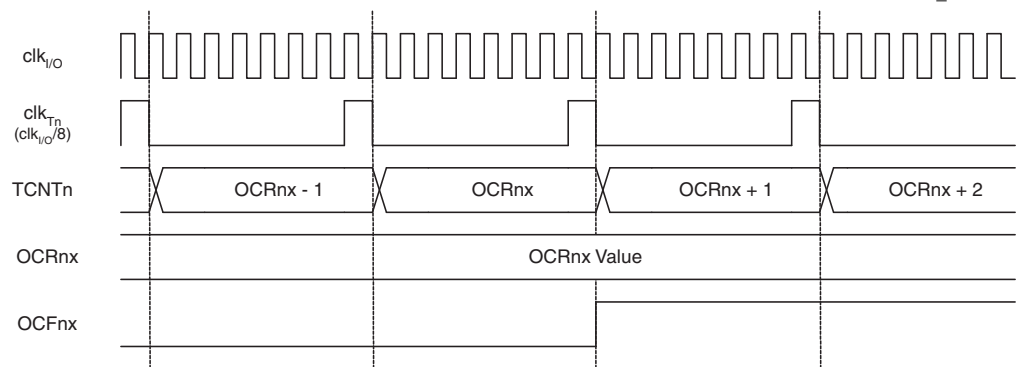 clkI/O
clkTn
(clkI/O/8)
TCNTn OCRnx - 1 OCRnx OCRnx + 1 OCRnx + 2
OCRnx OCRnx Value
OCFnx